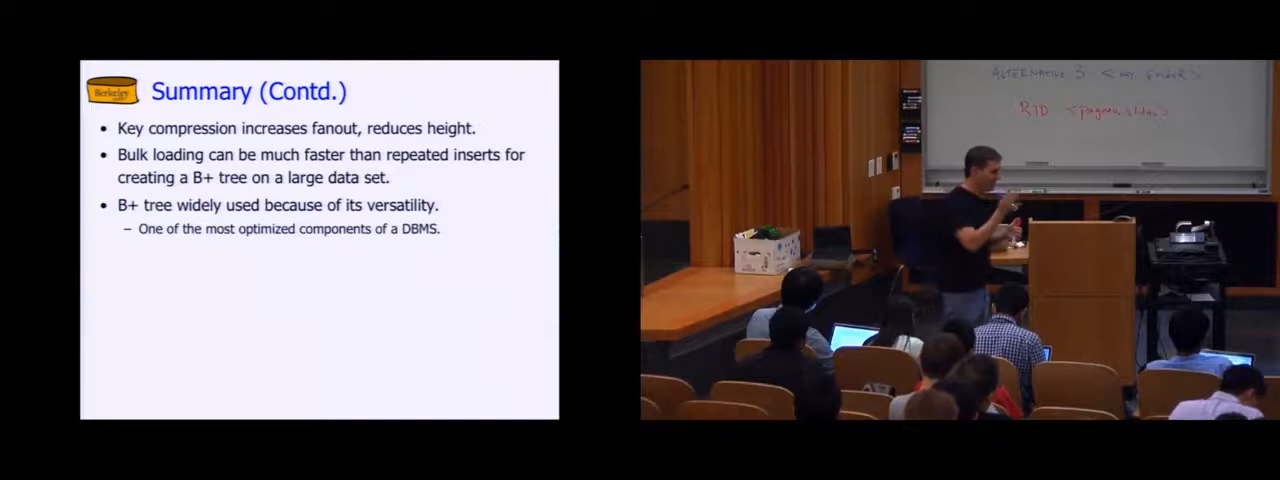 Berkeley
Summary (Contd.)
• Key compression increases fanout, reduces height.
• Bulk loading can be much faster than repeated inserts for
creating a B+ tree on a large data set.
• B+ tree widely used because of its versatility.
– One of the most optimized components of a DBMS.
ALTERNATIVE 3
RID